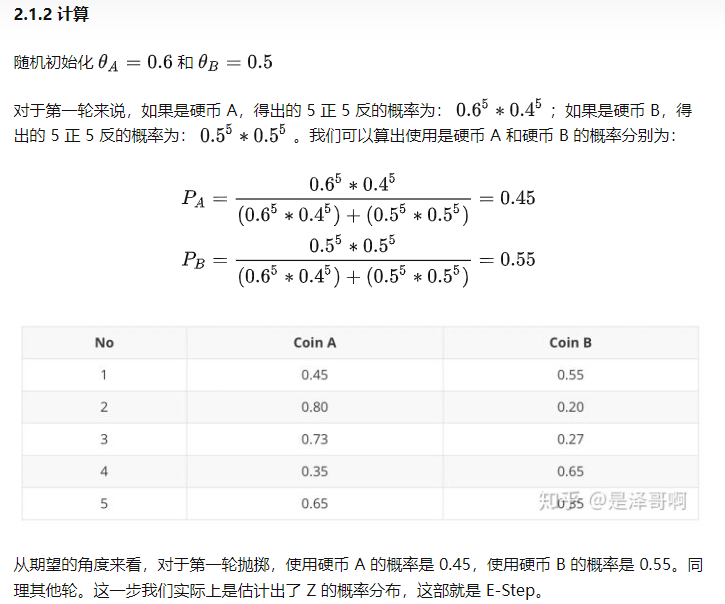 2.1.2 计算
随机初始化 θ_A = 0.6 和 θ_B = 0.5
对于第一轮来说，如果是硬币 A，得出的 5 正 5 反的概率为： 0.6^5 * 0.4^5 ；如果是硬币 B，得
出的 5 正 5 反的概率为： 0.5^5 * 0.5^5 。我们可以算出使用是硬币 A 和硬币 B 的概率分别为：
P_A = \frac{0.6^5 * 0.4^5}{(0.6^5 * 0.4^5) + (0.5^5 * 0.5^5)} = 0.45
P_B = \frac{0.5^5 * 0.5^5}{(0.6^5 * 0.4^5) + (0.5^5 * 0.5^5)} = 0.55
No Coin A Coin B
1 0.45 0.55
2 0.80 0.20
3 0.73 0.27
4 0.35 0.65
5 0.65 0.35
知乎 @是泽哥啊
从期望的角度来看，对于第一轮抛掷，使用硬币 A 的概率是 0.45，使用硬币 B 的概率是 0.55。同
理其他轮。这一步我们实际上是估计出了 Z 的概率分布，这部就是 E-Step。